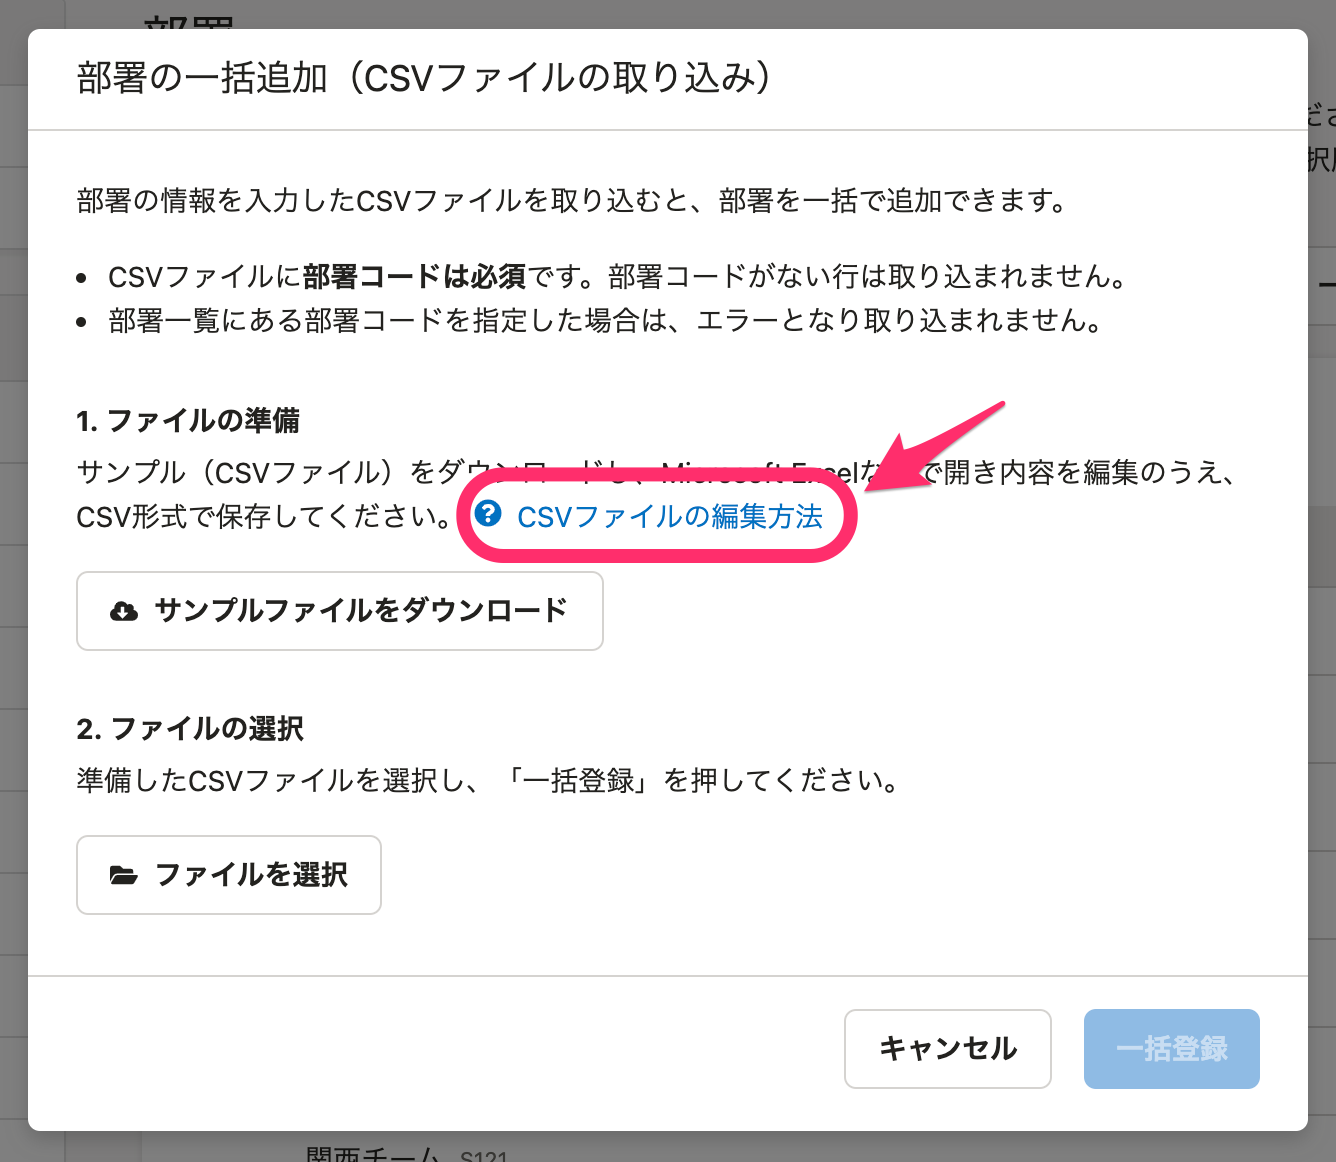 部署の一括追加（CSVファイルの取り込み）
ださ
部署の情報を入力したCSVファイルを取り込むと、部署を一括で追加できます。
CSVファイルに部署コードは必須です。部署コードがない行は取り込まれません。
部署一覧にある部署コードを指定した場合は、エラーとなり取り込まれません。
1. ファイルの準備
サンプル（CSVファイル）をダウンロードし、Microsoft Excelな で開き内容を編集のうえ、
CSV形式で保存してください。 CSVファイルの編集方法
サンプルファイルをダウンロード
2. ファイルの選択
準備したCSVファイルを選択し、「一括登録」を押してください。
ファイルを選択
キャンセル
一括登録
関西チーム S121